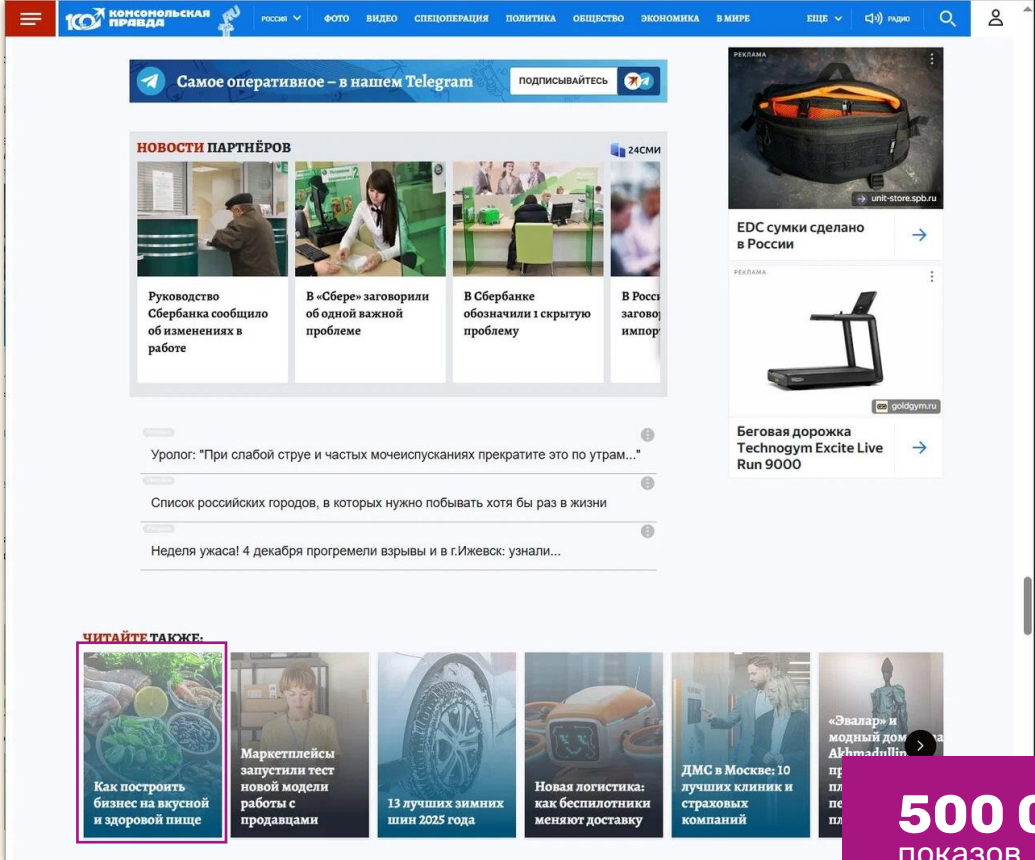 100 КОМСОМОЛЬСКАЯ ПРАВДА .RU
РОССИЯ ФОТО ВИДЕО СПЕЦОПЕРАЦИЯ ПОЛИТИКА ОБЩЕСТВО ЭКОНОМИКА В МИРЕ ЕЩЕ РАДИО
Самое оперативное – в нашем Telegram
ПОДПИСЫВАЙТЕСЬ
НОВОСТИ ПАРТНЁРОВ
24СМИ
Руководство
Сбербанка сообщило
об изменениях в
работе
В «Сбере» заговорили
об одной важной
проблеме
В Сбербанке
обозначили 1 скрытую
проблему
В
РЕКЛАМА
unit-store.spb.ru
EDC сумки сделано
в России
РЕКЛАМА
goldgym.ru
Беговая дорожка
Technogym Excite Live
Run 9000
Уролог: "При слабой струе и частых мочеиспусканиях прекратите это по утрам..."
Список российских городов, в которых нужно побывать хотя бы раз в жизни
Неделя ужаса! 4 декабря прогремели взрывы и в г.Ижевск: узнали...
ЧИТАЙТЕ ТАКЖЕ:
Как построить
бизнес на вкусной
и здоровой пище
Маркетплейсы
запустили тест
новой модели
работы с
продавцами
13 лучших зимних
шин 2025 года
Новая логистика:
как беспилотники
меняют доставку
ДМС в Москве: 10
лучших клиник и
страховых
компаний
«Эвалар» и
модный дом
Akhmadullin
500 0
показов